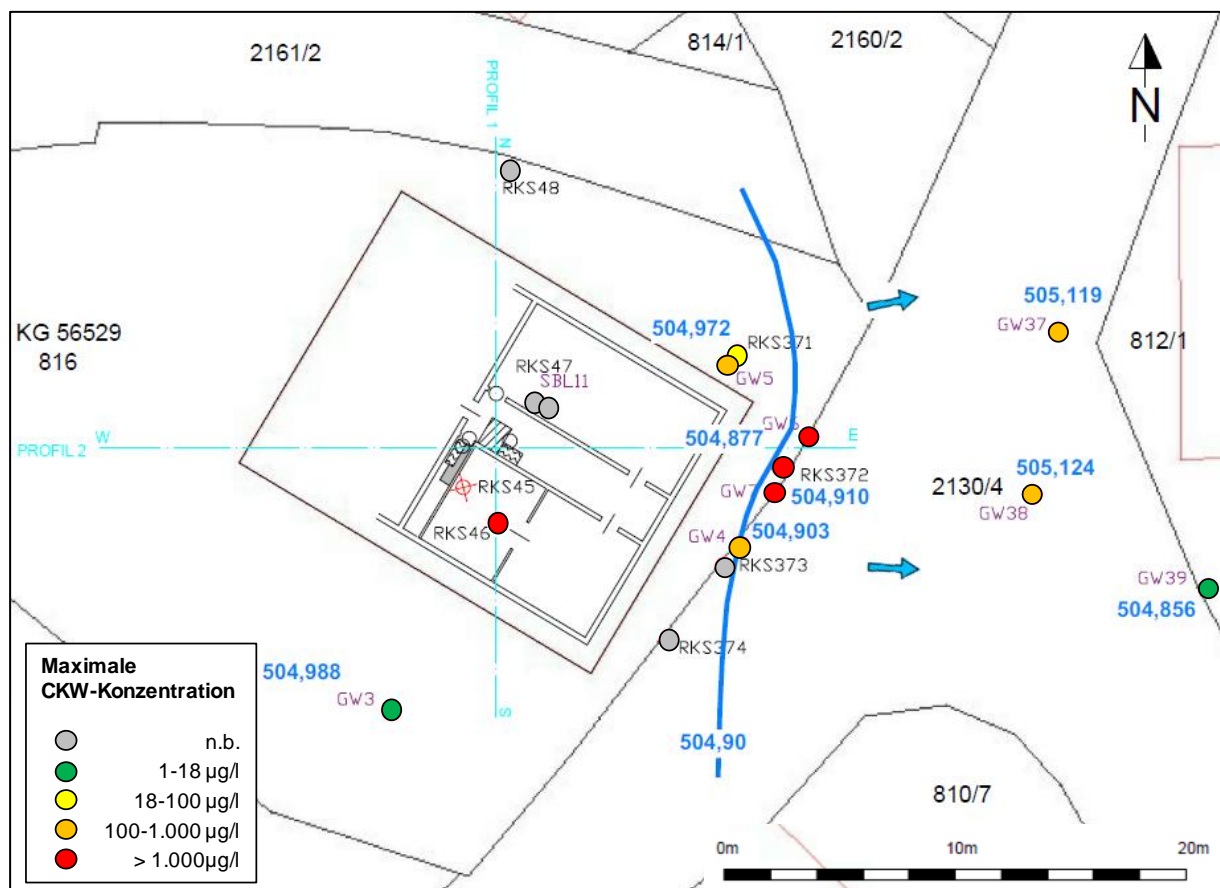 2161/2
814/1
2160/2
N
PROFIL 1
N
RKS48
KG 56529
816
504,972
RKS371
GW5
505,119
GW37
812/1
RKS47
SBL11
PROFIL 2
W
504,877
GW6
E
RKS372
GW7
504,910
RKS45
RKS46
505,124
2130/4
GW38
GW4
504,903
RKS373
GW39
504,856
RKS374
504,988
GW3
S
504,90
810/7
Maximale
CKW-Konzentration
n.b.
1-18 µg/l
18-100 µg/l
100-1.000 µg/l
> 1.000µg/l
0m
10m
20m